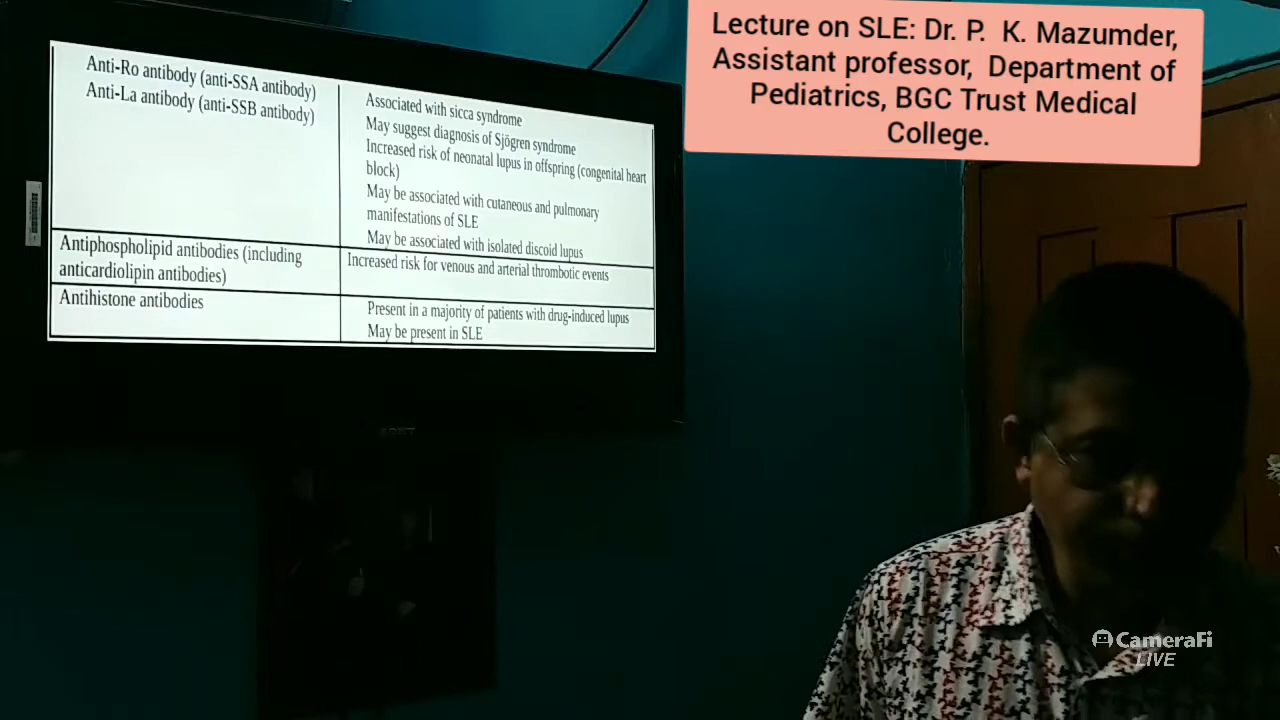 Lecture on SLE: Dr. P. K. Mazumder,
Assistant professor, Department of
Pediatrics, BGC Trust Medical
College.
Anti-Ro antibody (anti-SSA antibody)
Anti-La antibody (anti-SSB antibody)
Associated with sicca syndrome
May suggest diagnosis of Sjögren syndrome
Increased risk of neonatal lupus in offspring (congenital heart
block)
May be associated with cutaneous and pulmonary
manifestations of SLE
May be associated with isolated discoid lupus
Antiphospholipid antibodies (including
anticardiolipin antibodies)
Increased risk for venous and arterial thrombotic events
Antihistone antibodies
Present in a majority of patients with drug-induced lupus
May be present in SLE
CameraFi
LIVE